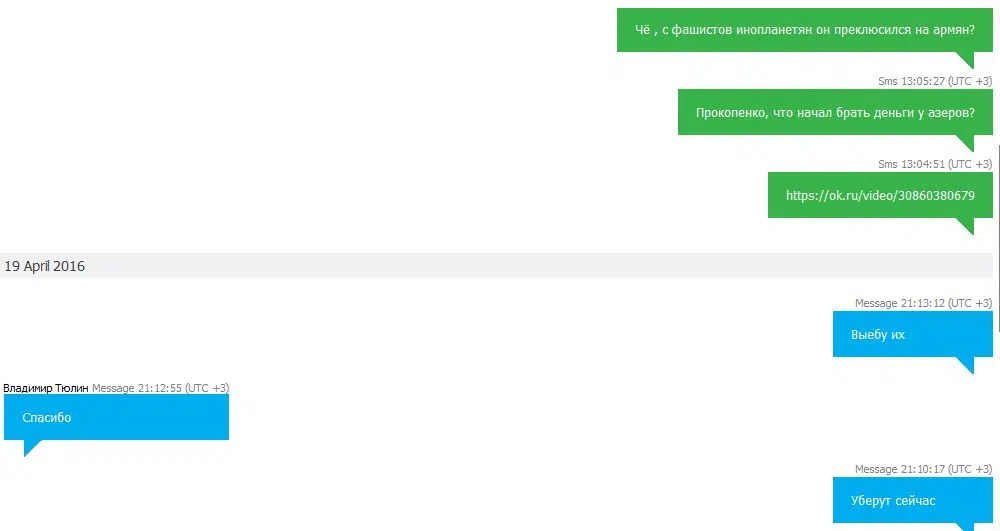 Чё , с фашистов инопланетян он преклюсился на армян?
Sms 13:05:27 (UTC +3)
Прокопенко, что начал брать деньги у азеров?
Sms 13:04:51 (UTC +3)
https://ok.ru/video/30860380679
19 April 2016
Message 21:13:12 (UTC +3)
Выебу их
Владимир Тюлин Message 21:12:55 (UTC +3)
Спасибо
Message 21:10:17 (UTC +3)
Уберут сейчас